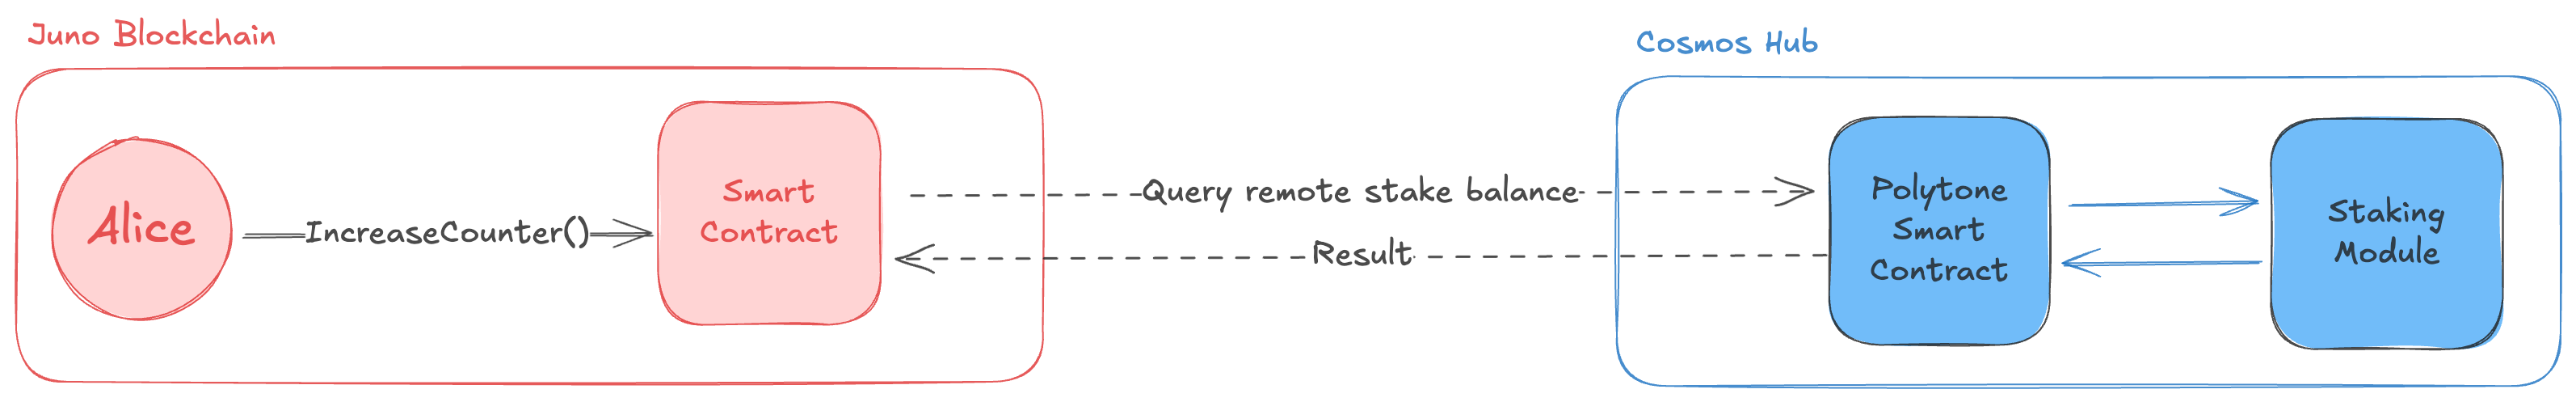 Juno Blockchain
Cosmos Hub
Alice
IncreaseCounter()
Smart
Contract
Query remote stake balance
Result
Polytone
Smart
Contract
Staking
Module